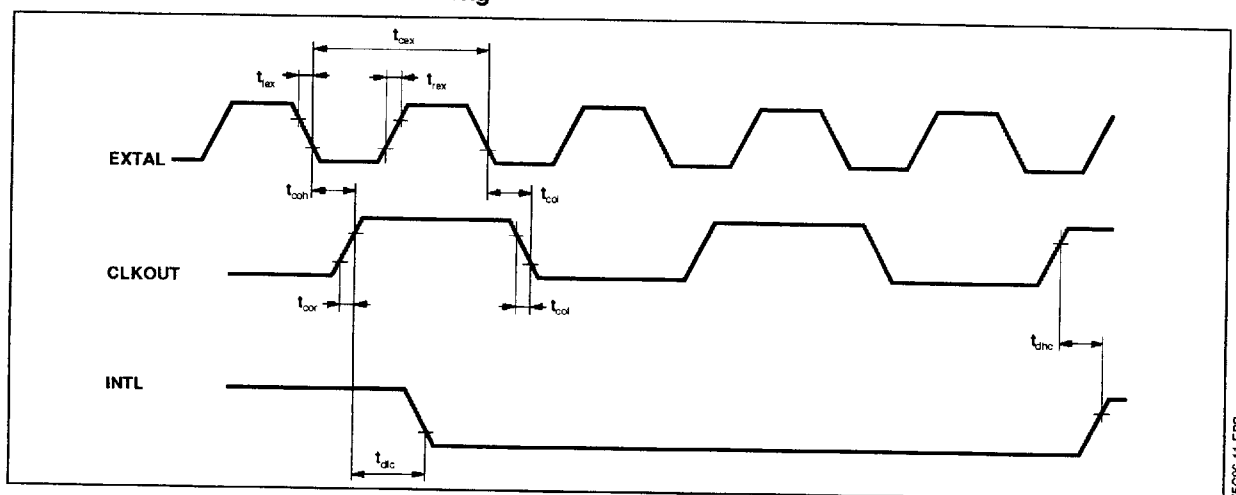 t_cex
t_fex
t_rex
EXTAL
t_coh
t_col
CLKOUT
t_cor
t_col
t_dhc
INTL
t_dlc